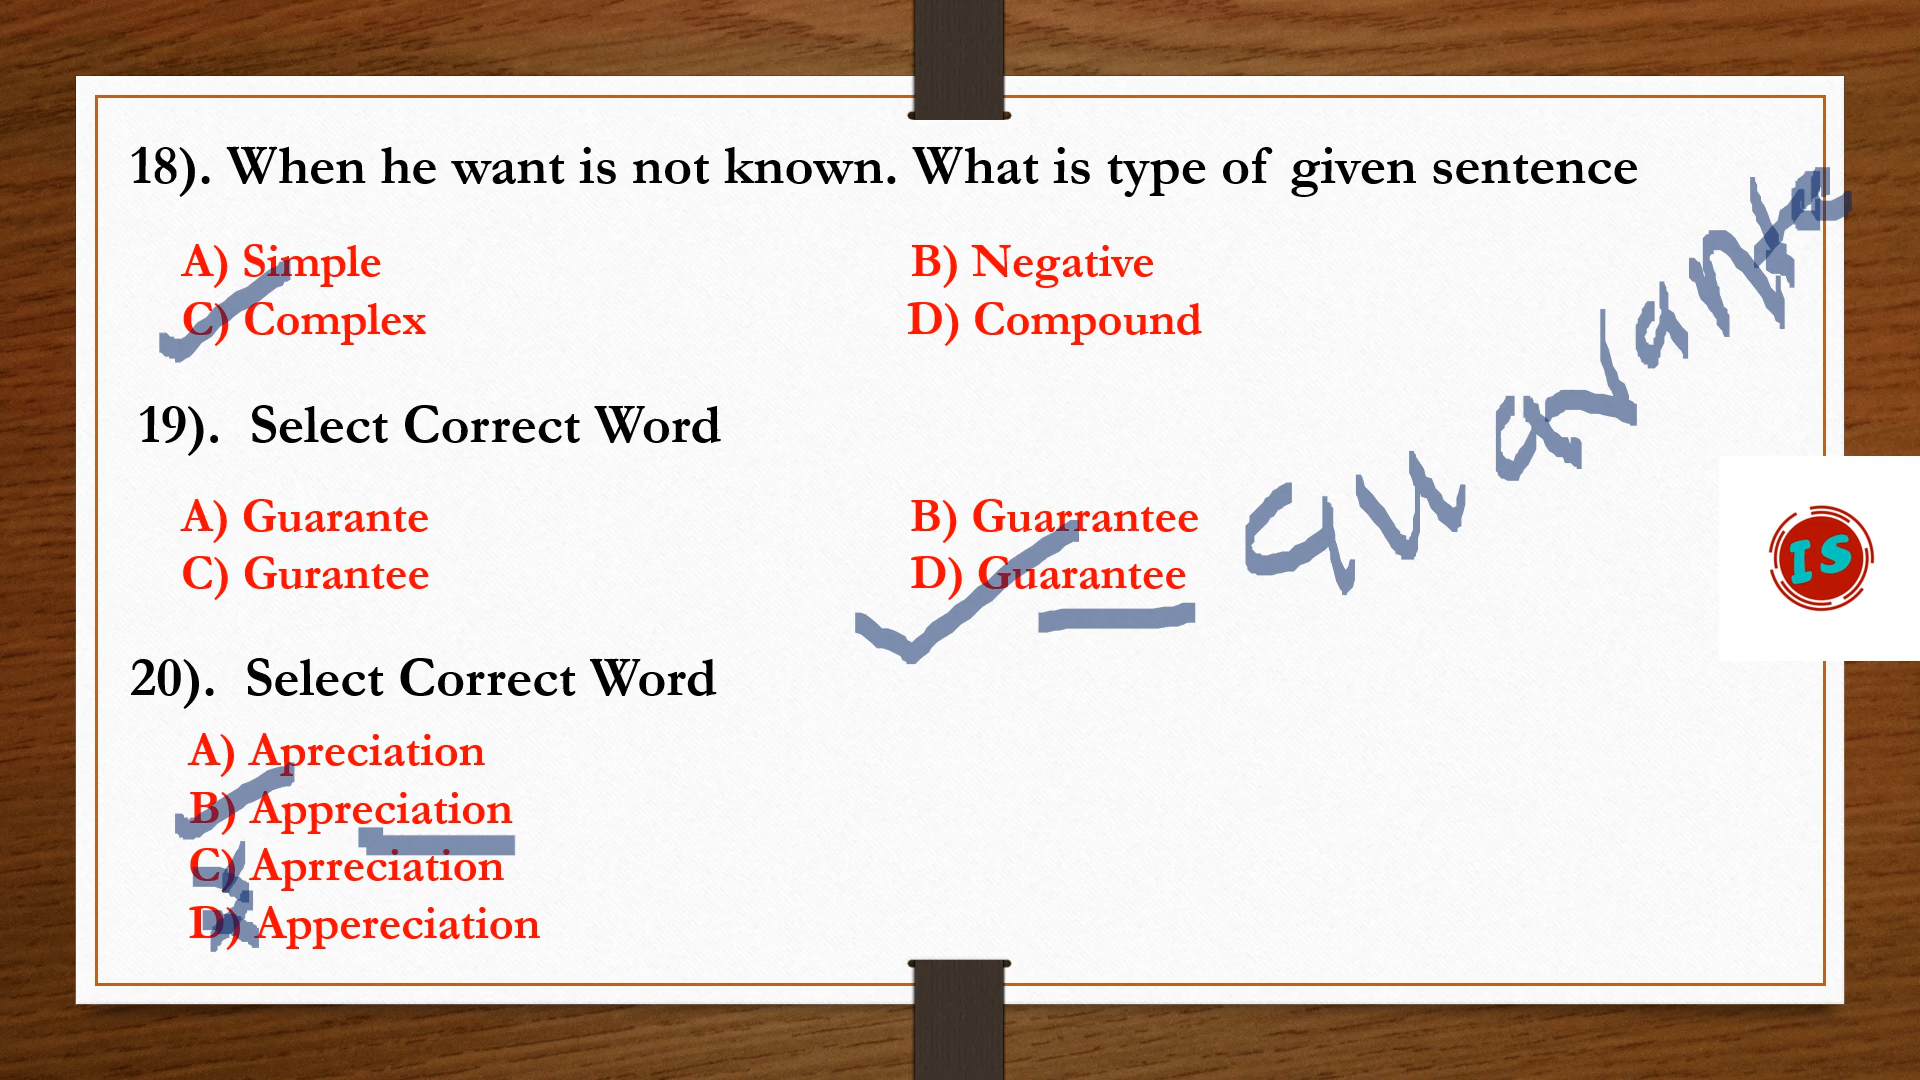 18). When he want is not known. What is type of given sentence
A) Simple
B) Negative
C) Complex
D) Compound
19). Select Correct Word
A) Guarante
B) Guarrantee
C) Gurantee
D) Guarantee
20). Select Correct Word
A) Apreciation
B) Appreciation
C) Aprreciation
D) Appereciation
IS